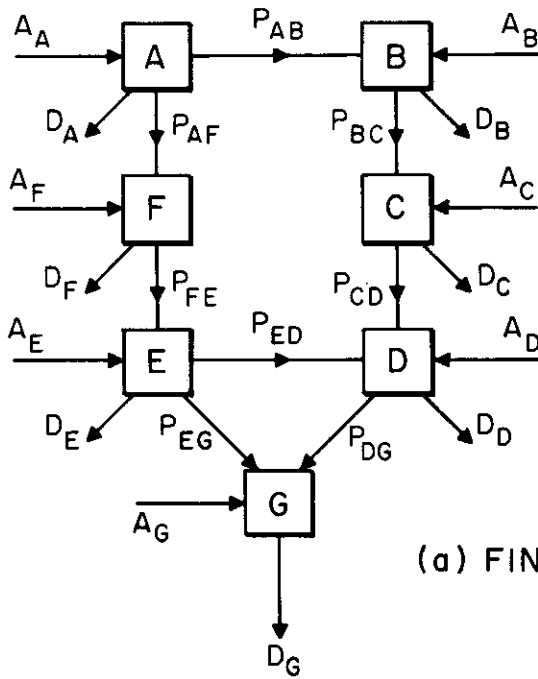 A_A A P_AB B A_B
D_A P_AF P_BC D_B
A_F F C A_C
D_F P_FE P_CD D_C
A_E E P_ED D A_D
D_E P_EG P_DG D_D
A_G G
(a) FIN
D_G